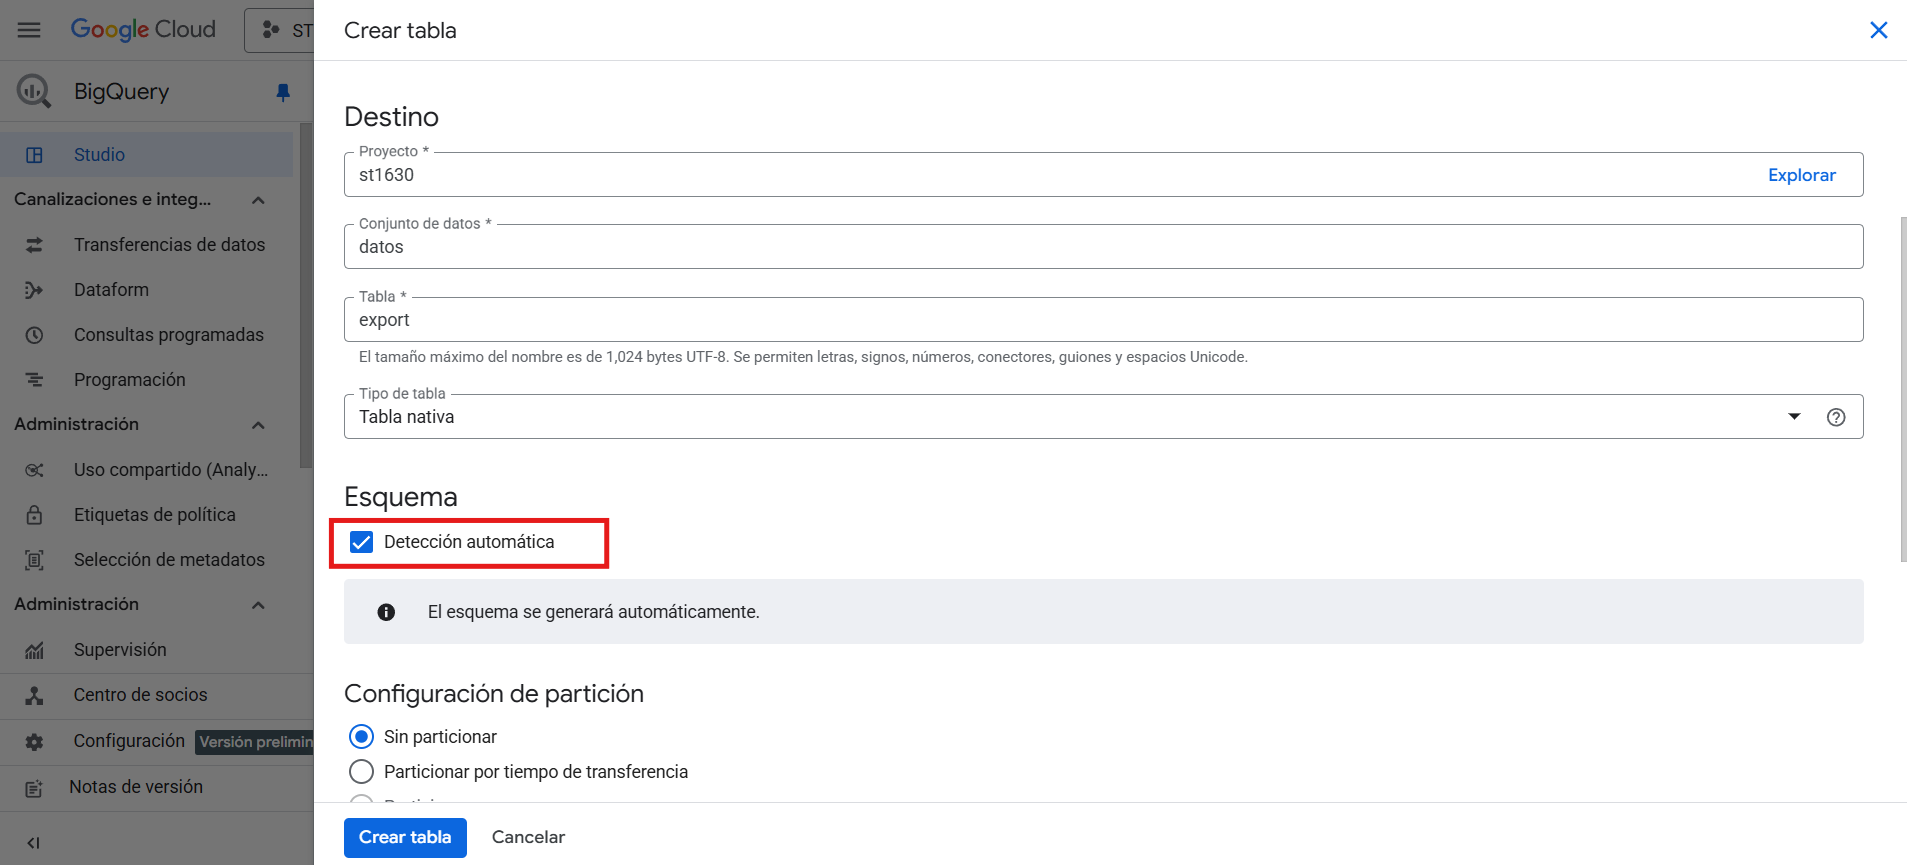 Google Cloud
ST
Crear tabla
BigQuery
Studio
Canalizaciones e integ...
Transferencias de datos
Dataform
Consultas programadas
Programación
Administración
Uso compartido (Analy...
Etiquetas de política
Selección de metadatos
Administración
Supervisión
Centro de socios
Configuración
Versión prelimin
Notas de versión
Destino
Proyecto *
st1630
Explorar
Conjunto de datos *
datos
Tabla *
export
El tamaño máximo del nombre es de 1,024 bytes UTF-8. Se permiten letras, signos, números, conectores, guiones y espacios Unicode.
Tipo de tabla
Tabla nativa
Esquema
Detección automática
El esquema se generará automáticamente.
Configuración de partición
Sin particionar
Particionar por tiempo de transferencia
Crear tabla
Cancelar